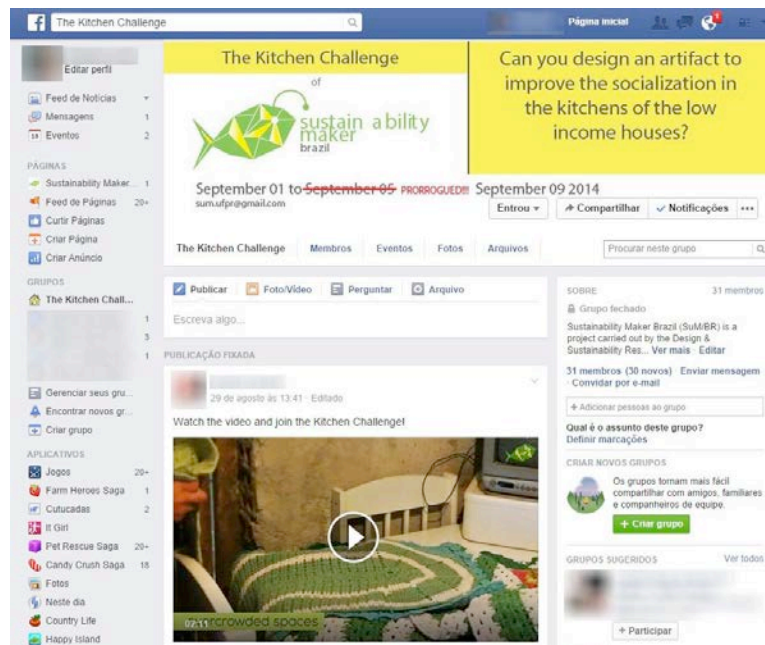 The Kitchen Challenge
Página inicial
1
Editar perfil
Feed de Notícias
Mensagens 1
Eventos 2
PÁGINAS
Sustainability Maker... 1
Feed de Páginas 20+
Curtir Páginas
Criar Página
Criar Anúncio
GRUPOS
The Kitchen Chall...
1
3
1
Gerenciar seus gru...
Encontrar novos gr...
Criar grupo
APLICATIVOS
Jogos 20+
Farm Heroes Saga 1
Cutucadas 2
It Girl
Pet Rescue Saga 20+
Candy Crush Saga 18
Fotos
Neste dia
Country Life
Happy Island
The Kitchen Challenge
of
sustain ability
maker
brazil
Can you design an artifact to
improve the socialization in
the kitchens of the low
income houses?
September 01 to September 05 PRORROGUED!!! September 09 2014
sum.ufpr@gmail.com
Entrou
Compartilhar
Notificações
The Kitchen Challenge Membros Eventos Fotos Arquivos
Procurar neste grupo
Publicar Foto/Vídeo Perguntar Arquivo
Escreva algo...
PUBLICAÇÃO FIXADA
29 de agosto às 13:41 · Editado
Watch the video and join the Kitchen Challenge!
crowded spaces
SOBRE 31 membros
Grupo fechado
Sustainability Maker Brazil (SuM/BR) is a
project carried out by the Design &
Sustainability Res... Ver mais · Editar
31 membros (30 novos) · Enviar mensagem
· Convidar por e-mail
+ Adicionar pessoas ao grupo
Qual é o assunto deste grupo?
Definir marcações
CRIAR NOVOS GRUPOS
Os grupos tornam mais fácil
compartilhar com amigos, familiares
e companheiros de equipe.
+ Criar grupo
GRUPOS SUGERIDOS Ver todos
+ Participar